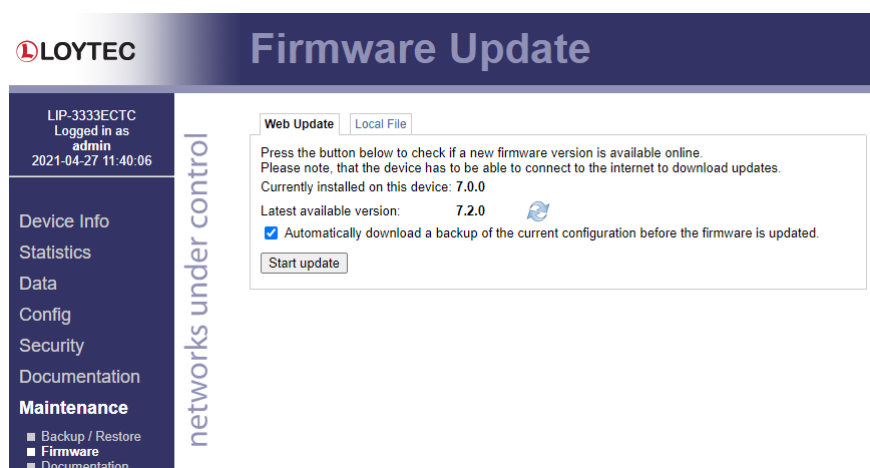 LOYTEC
Firmware Update
LIP-3333ECTC
Logged in as
admin
2021-04-27 11:40:06
Device Info
Statistics
Data
Config
Security
Documentation
Maintenance
Backup / Restore
Firmware
Documentation
networks under control
Web Update
Local File
Press the button below to check if a new firmware version is available online.
Please note, that the device has to be able to connect to the internet to download updates.
Currently installed on this device: 7.0.0
Latest available version: 7.2.0
Automatically download a backup of the current configuration before the firmware is updated.
Start update